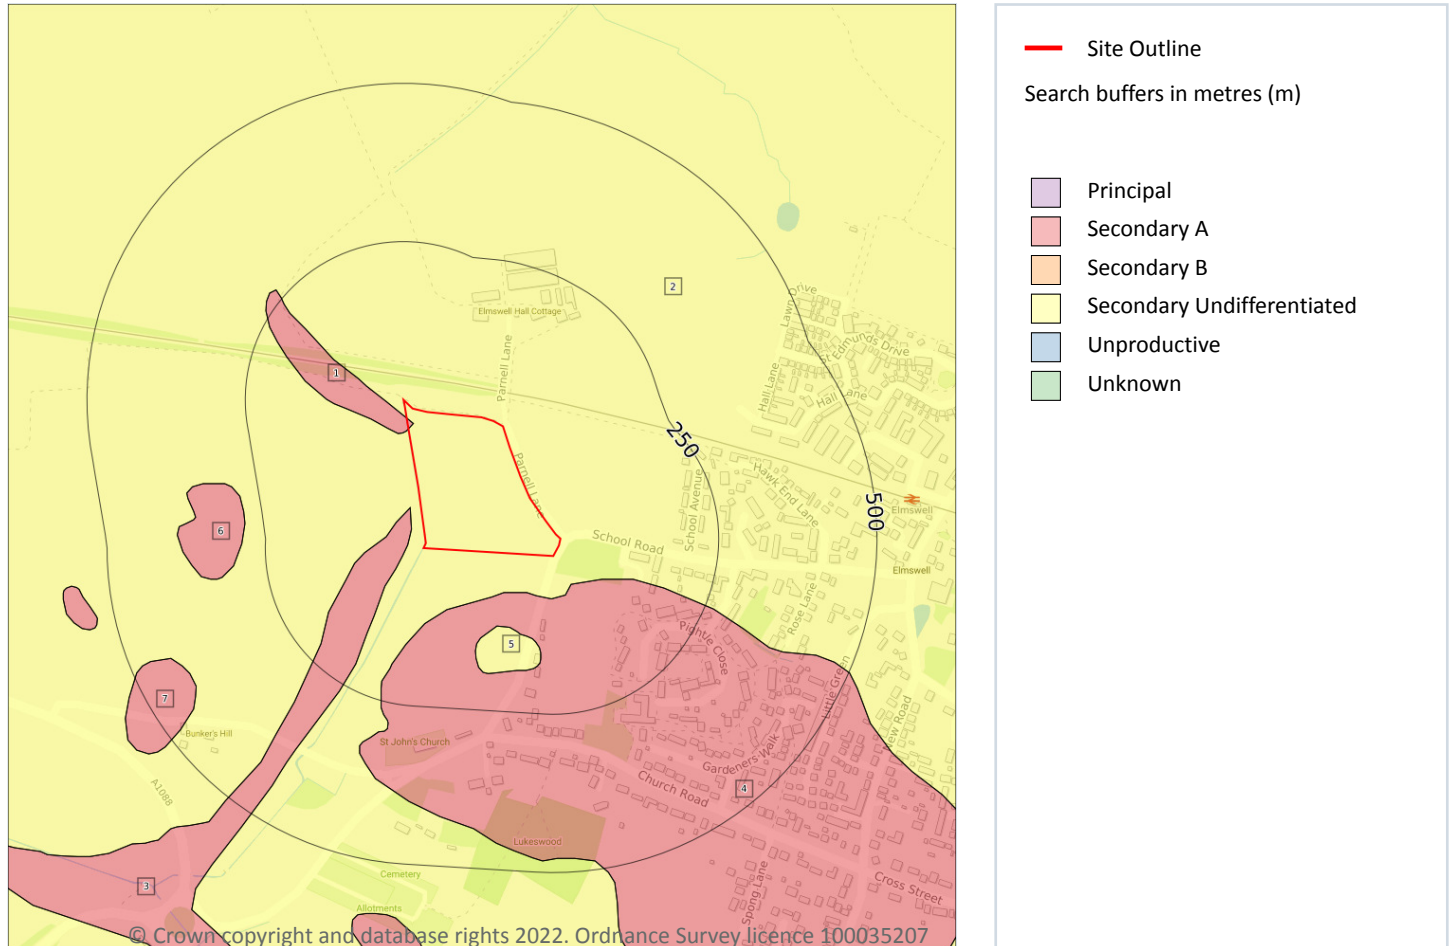 Site Outline
Search buffers in metres (m)
Principal
Secondary A
Secondary B
Secondary Undifferentiated
Unproductive
Unknown
2
Elmswell Hall Cottage
Parnell Lane
Lawn Drive
St Edmunds Drive
Hall Lane
Hall Lane
1
250
Parnell Lane
School Avenue
Hawk End Lane
500
Elmswell
6
School Road
Elmswell
Rose Lane
5
Pightle Close
Little Green
7
New Road
Bunker's Hill
St John's Church
Gardeners Walk
A1088
Church Road
4
Lukeswood
3
Cemetery
Cross Street
Allotments
Spong Lane
© Crown copyright and database rights 2022. Ordnance Survey licence 100035207